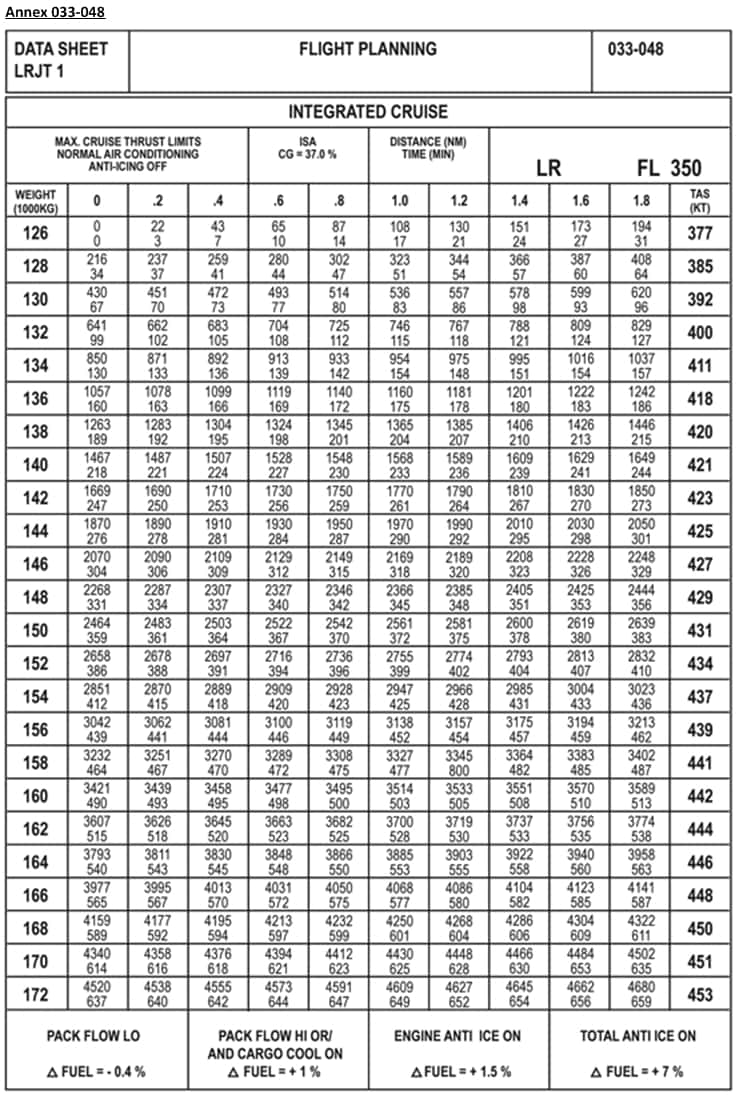 Annex 033-048
DATA SHEET
LRJT 1
FLIGHT PLANNING
033-048
INTEGRATED CRUISE
MAX. CRUISE THRUST LIMITS
NORMAL AIR CONDITIONING
ANTI-ICING OFF
ISA
CG = 37.0 %
DISTANCE (NM)
TIME (MIN)
LR FL 350
WEIGHT (1000KG) 0 .2 .4 .6 .8 1.0 1.2 1.4 1.6 1.8 TAS (KT)
126 0 22 43 65 87 108 130 151 173 194 377
0 3 7 10 14 17 21 24 27 31
128 216 237 259 280 302 323 344 366 387 408 385
34 37 41 44 47 51 54 57 60 64
130 430 451 472 493 514 536 557 578 599 620 392
67 70 73 77 80 83 86 98 93 96
132 641 662 683 704 725 746 767 788 809 829 400
99 102 105 108 112 115 118 121 124 127
134 850 871 892 913 933 954 975 995 1016 1037 411
130 133 136 139 142 154 148 151 154 157
136 1057 1078 1099 1119 1140 1160 1181 1201 1222 1242 418
160 163 166 169 172 175 178 180 183 186
138 1263 1283 1304 1324 1345 1365 1385 1406 1426 1446 420
189 192 195 198 201 204 207 210 213 215
140 1467 1487 1507 1528 1548 1568 1589 1609 1629 1649 421
218 221 224 227 230 233 236 239 241 244
142 1669 1690 1710 1730 1750 1770 1790 1810 1830 1850 423
247 250 253 256 259 261 264 267 270 273
144 1870 1890 1910 1930 1950 1970 1990 2010 2030 2050 425
276 278 281 284 287 290 292 295 298 301
146 2070 2090 2109 2129 2149 2169 2189 2208 2228 2248 427
304 306 309 312 315 318 320 323 326 329
148 2268 2287 2307 2327 2346 2366 2385 2405 2425 2444 429
331 334 337 340 342 345 348 351 353 356
150 2464 2483 2503 2522 2542 2561 2581 2600 2619 2639 431
359 361 364 367 370 372 375 378 380 383
152 2658 2678 2697 2716 2736 2755 2774 2793 2813 2832 434
386 388 391 394 396 399 402 404 407 410
154 2851 2870 2889 2909 2928 2947 2966 2985 3004 3023 437
412 415 418 420 423 425 428 431 433 436
156 3042 3062 3081 3100 3119 3138 3157 3175 3194 3213 439
439 441 444 446 449 452 454 457 459 462
158 3232 3251 3270 3289 3308 3327 3345 3364 3383 3402 441
464 467 470 472 475 477 800 482 485 487
160 3421 3439 3458 3477 3495 3514 3533 3551 3570 3589 442
490 493 495 498 500 503 505 508 510 513
162 3607 3626 3645 3663 3682 3700 3719 3737 3756 3774 444
515 518 520 523 525 528 530 533 535 538
164 3793 3811 3830 3848 3866 3885 3903 3922 3940 3958 446
540 543 545 548 550 553 555 558 560 563
166 3977 3995 4013 4031 4050 4068 4086 4104 4123 4141 448
565 567 570 572 575 577 580 582 585 587
168 4159 4177 4195 4213 4232 4250 4268 4286 4304 4322 450
589 592 594 597 599 601 604 606 609 611
170 4340 4358 4376 4394 4412 4430 4448 4466 4484 4502 451
614 616 618 621 623 625 628 630 653 635
172 4520 4538 4555 4573 4591 4609 4627 4645 4662 4680 453
637 640 642 644 647 649 652 654 656 659
PACK FLOW LO
Δ FUEL = - 0.4 %
PACK FLOW HI OR/
AND CARGO COOL ON
Δ FUEL = + 1 %
ENGINE ANTI ICE ON
Δ FUEL = + 1.5 %
TOTAL ANTI ICE ON
Δ FUEL = + 7 %